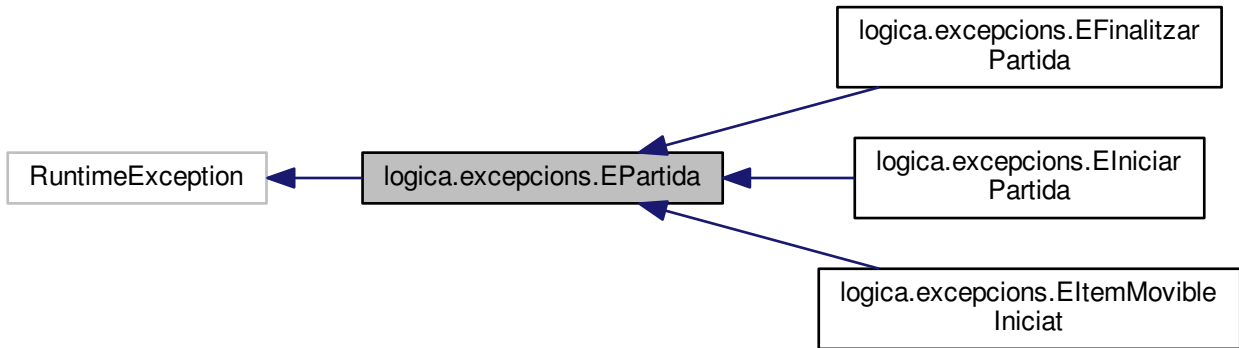 RuntimeException
logica.excepcions.EPartida
logica.excepcions.EFinalitzar
Partida
logica.excepcions.EIniciar
Partida
logica.excepcions.EItemMovible
Iniciat